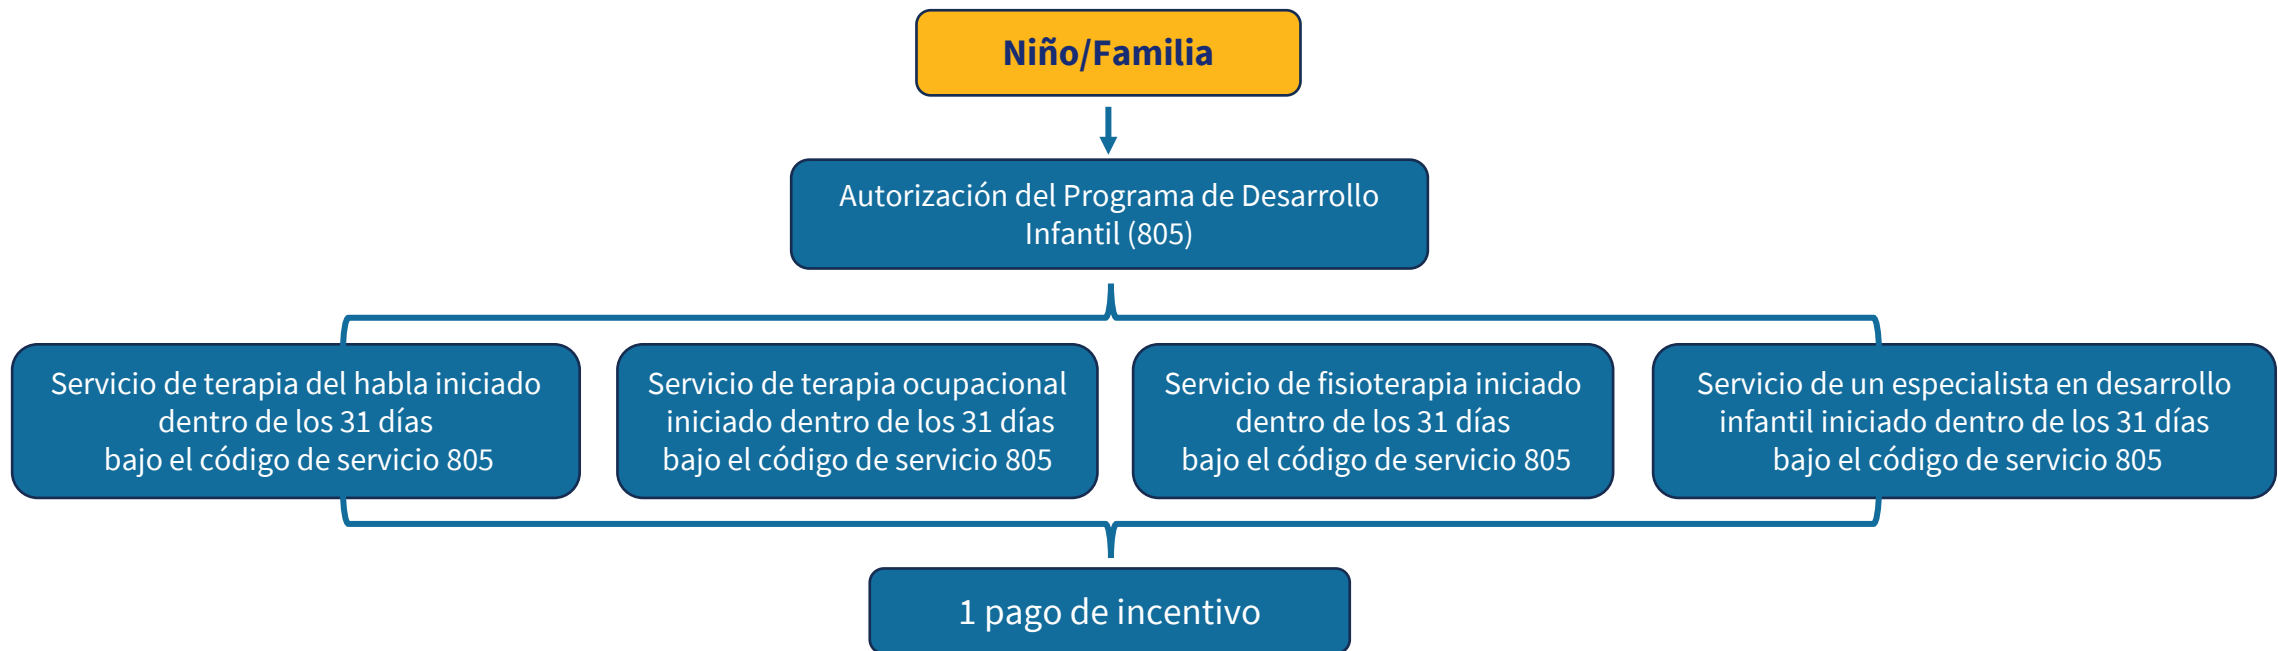 Niño/Familia
Autorización del Programa de Desarrollo
Infantil (805)
Servicio de terapia del habla iniciado
dentro de los 31 días
bajo el código de servicio 805
Servicio de terapia ocupacional
iniciado dentro de los 31 días
bajo el código de servicio 805
Servicio de fisioterapia iniciado
dentro de los 31 días
bajo el código de servicio 805
Servicio de un especialista en desarrollo
infantil iniciado dentro de los 31 días
bajo el código de servicio 805
1 pago de incentivo